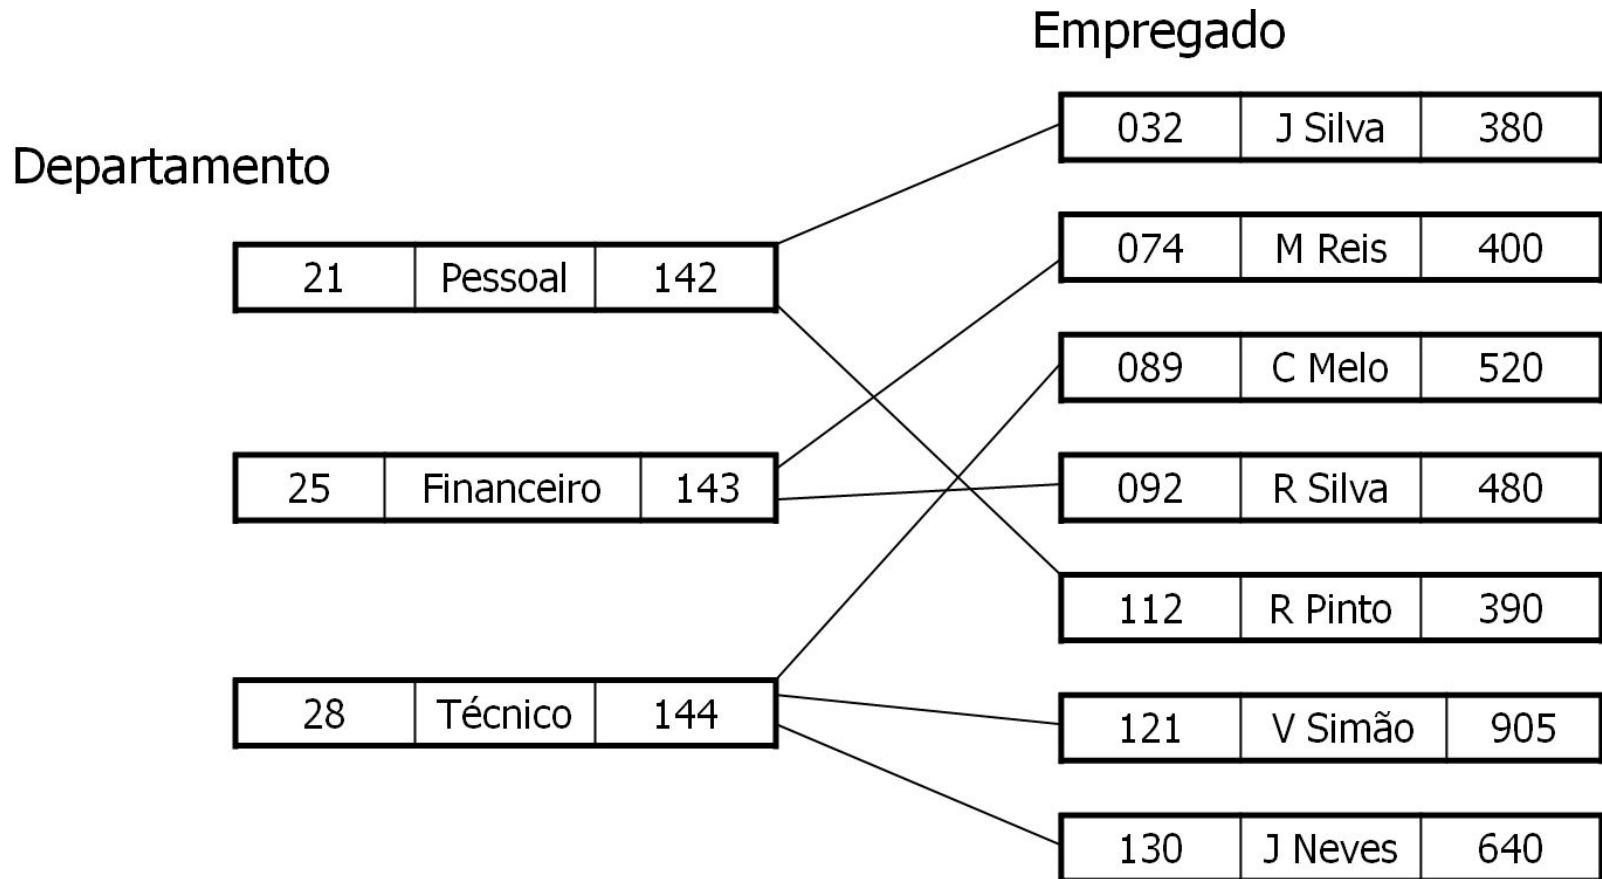 Empregado
032 J Silva 380
Departamento
074 M Reis 400
21 Pessoal 142
089 C Melo 520
25 Financeiro 143
092 R Silva 480
112 R Pinto 390
28 Técnico 144
121 V Simão 905
130 J Neves 640